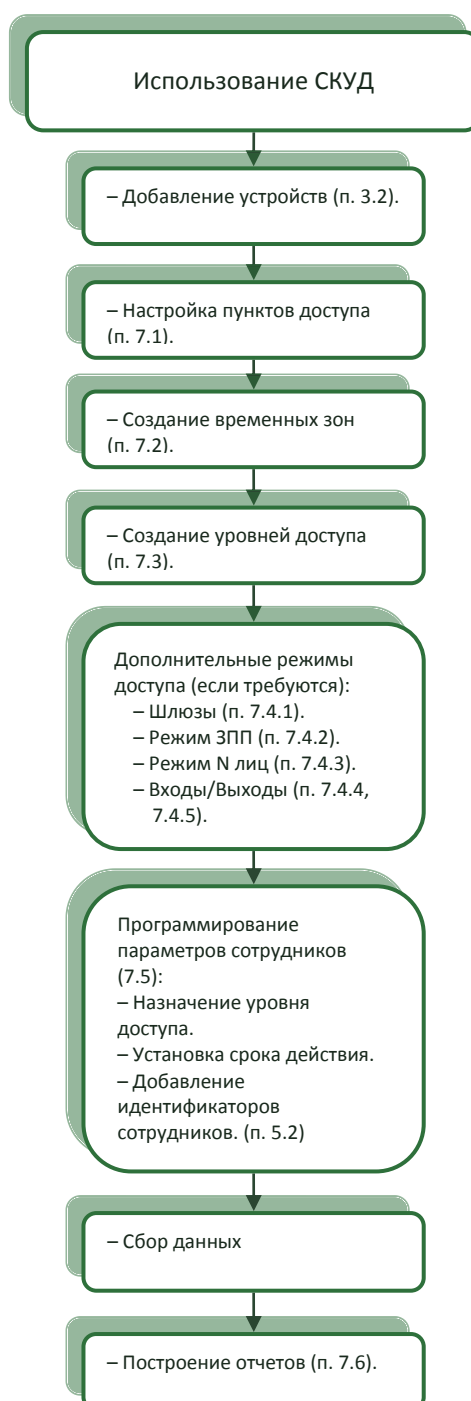 Использование СКУД
– Добавление устройств (п. 3.2).
– Настройка пунктов доступа
(п. 7.1).
– Создание временных зон
(п. 7.2).
– Создание уровней доступа
(п. 7.3).
Дополнительные режимы
доступа (если требуются):
– Шлюзы (п. 7.4.1).
– Режим ЗПП (п. 7.4.2).
– Режим N лиц (п. 7.4.3).
– Входы/Выходы (п. 7.4.4,
7.4.5).
Программирование
параметров сотрудников
(7.5):
– Назначение уровня
доступа.
– Установка срока действия.
– Добавление
идентификаторов
сотрудников. (п. 5.2)
– Сбор данных
– Построение отчетов (п. 7.6).